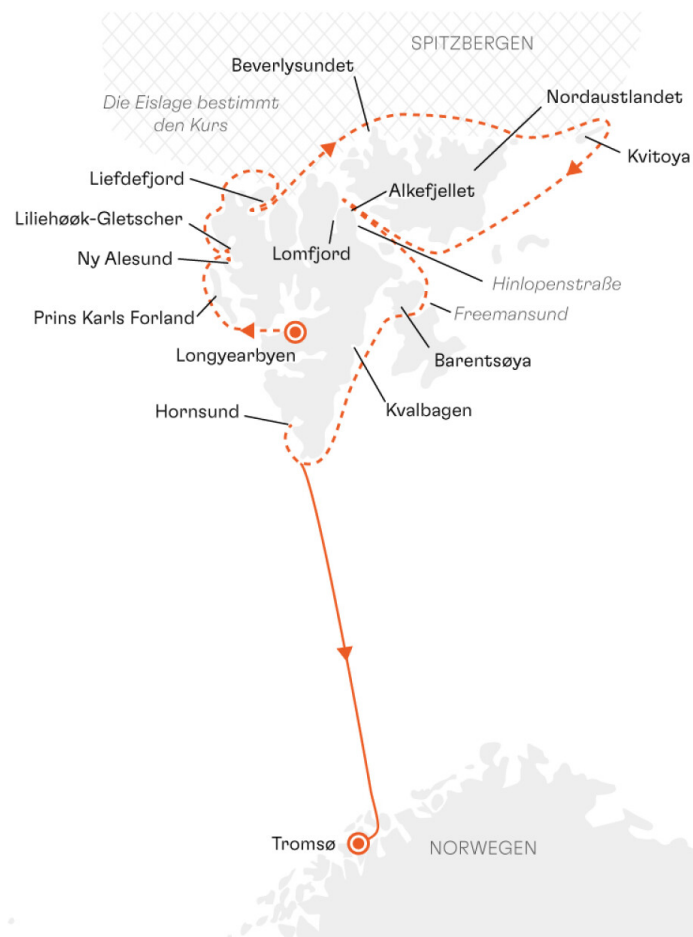 SPITZBERGEN
Beverlysundet
Die Eislage bestimmt
den Kurs
Nordaustlandet
Kvitoya
Liefdefjord
Alkefjellet
Liliehøøk-Gletscher
Lomfjord
Ny Alesund
Hinlopenstraße
Prins Karls Forland
Freemansund
Longyearbyen
Barentsøya
Hornsund
Kvalbagen
Tromsø
NORWEGEN